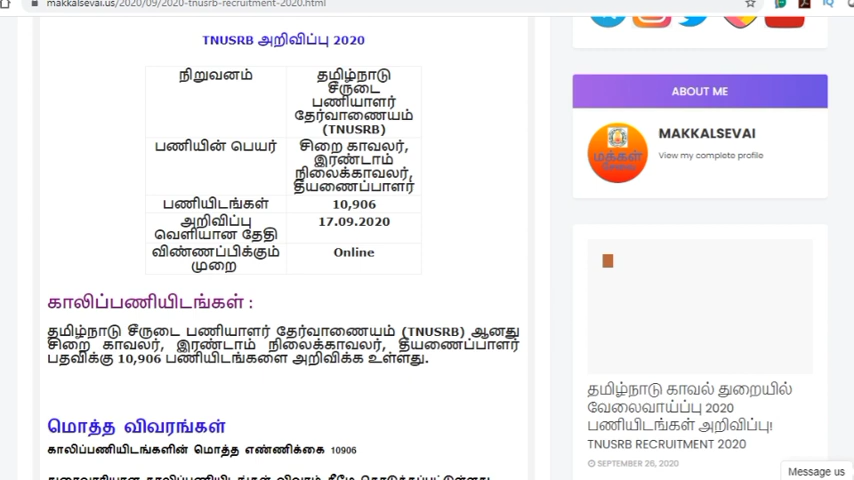 makkalsevai.us/2020/09/2020-tnusrb-recruitment-2020.html
TNUSRB அறிவிப்பு 2020
நிறுவனம்
தமிழ்நாடு
சீருடை
பணியாளர்
தேர்வாணையம்
(TNUSRB)
பணியின் பெயர்
சிறை காவலர்,
இரண்டாம்
நிலைக்காவலர்,
தீயணைப்பாளர்
பணியிடங்கள்
10,906
அறிவிப்பு
வெளியான தேதி
17.09.2020
விண்ணப்பிக்கும்
முறை
Online
காலிப்பணியிடங்கள் :
தமிழ்நாடு சீருடை பணியாளர் தேர்வாணையம் (TNUSRB) ஆனது
சிறை காவலர், இரண்டாம் நிலைக்காவலர், தீயணைப்பாளர்
பதவிக்கு 10,906 பணியிடங்களை அறிவிக்க உள்ளது.
மொத்த விவரங்கள்
காலிப்பணியிடங்களின் மொத்த எண்ணிக்கை 10906
ABOUT ME
மக்கள்
MAKKALSEVAI
View my complete profile
தமிழ்நாடு காவல் துறையில்
வேலைவாய்ப்பு 2020
பணியிடங்கள் அறிவிப்பு!
TNUSRB RECRUITMENT 2020
SEPTEMBER 26, 2020
Message us